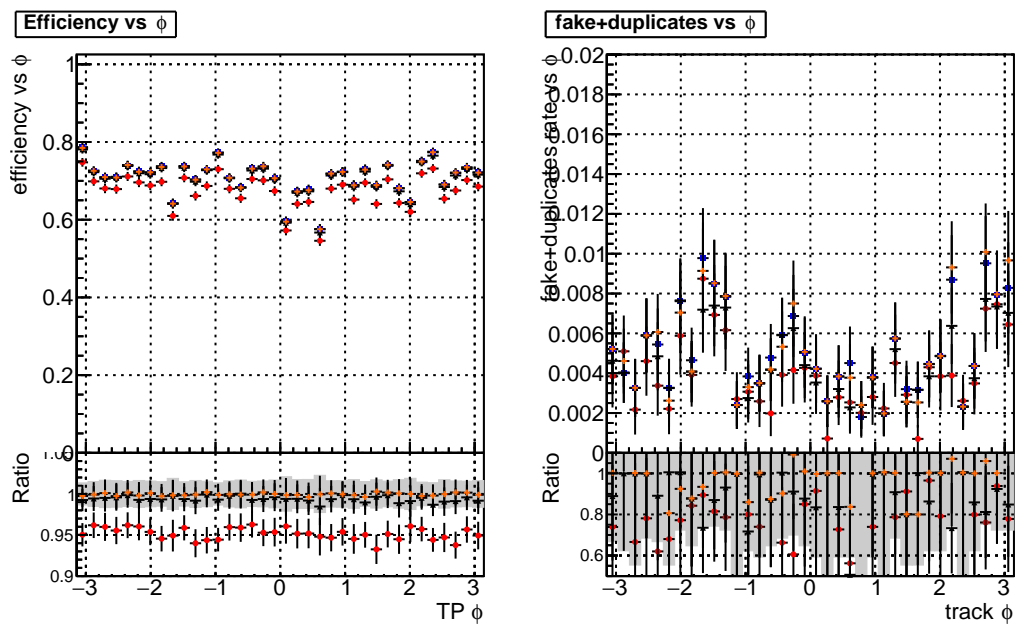 Efficiency vs ϕ
efficiency vs ϕ
1
0.8
0.6
0.4
0.2
0
Ratio
1
0.95
0.9
−3 −2 −1 0 1 2 3
TP ϕ
fake+duplicates vs ϕ
fake+duplicates rate vs ϕ
0.02
0.018
0.016
0.014
0.012
0.01
0.008
0.006
0.004
0.002
0
Ratio
1
0.8
0.6
−3 −2 −1 0 1 2 3
track ϕ